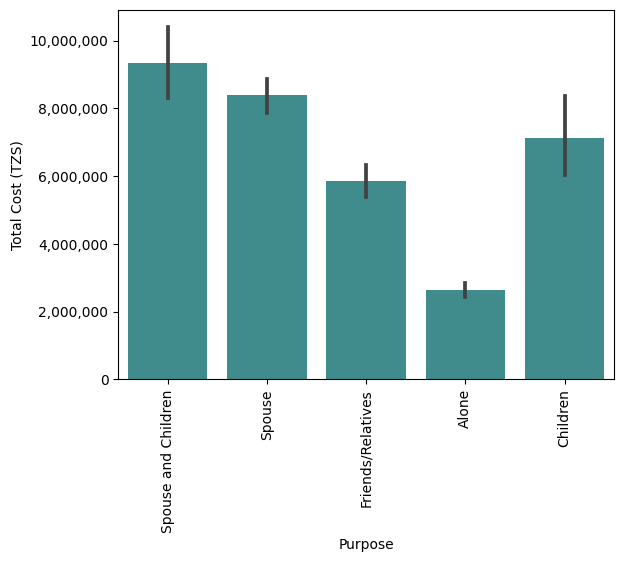 10,000,000
8,000,000
6,000,000
4,000,000
2,000,000
0
Total Cost (TZS)
Spouse and Children
Spouse
Friends/Relatives
Alone
Children
Purpose